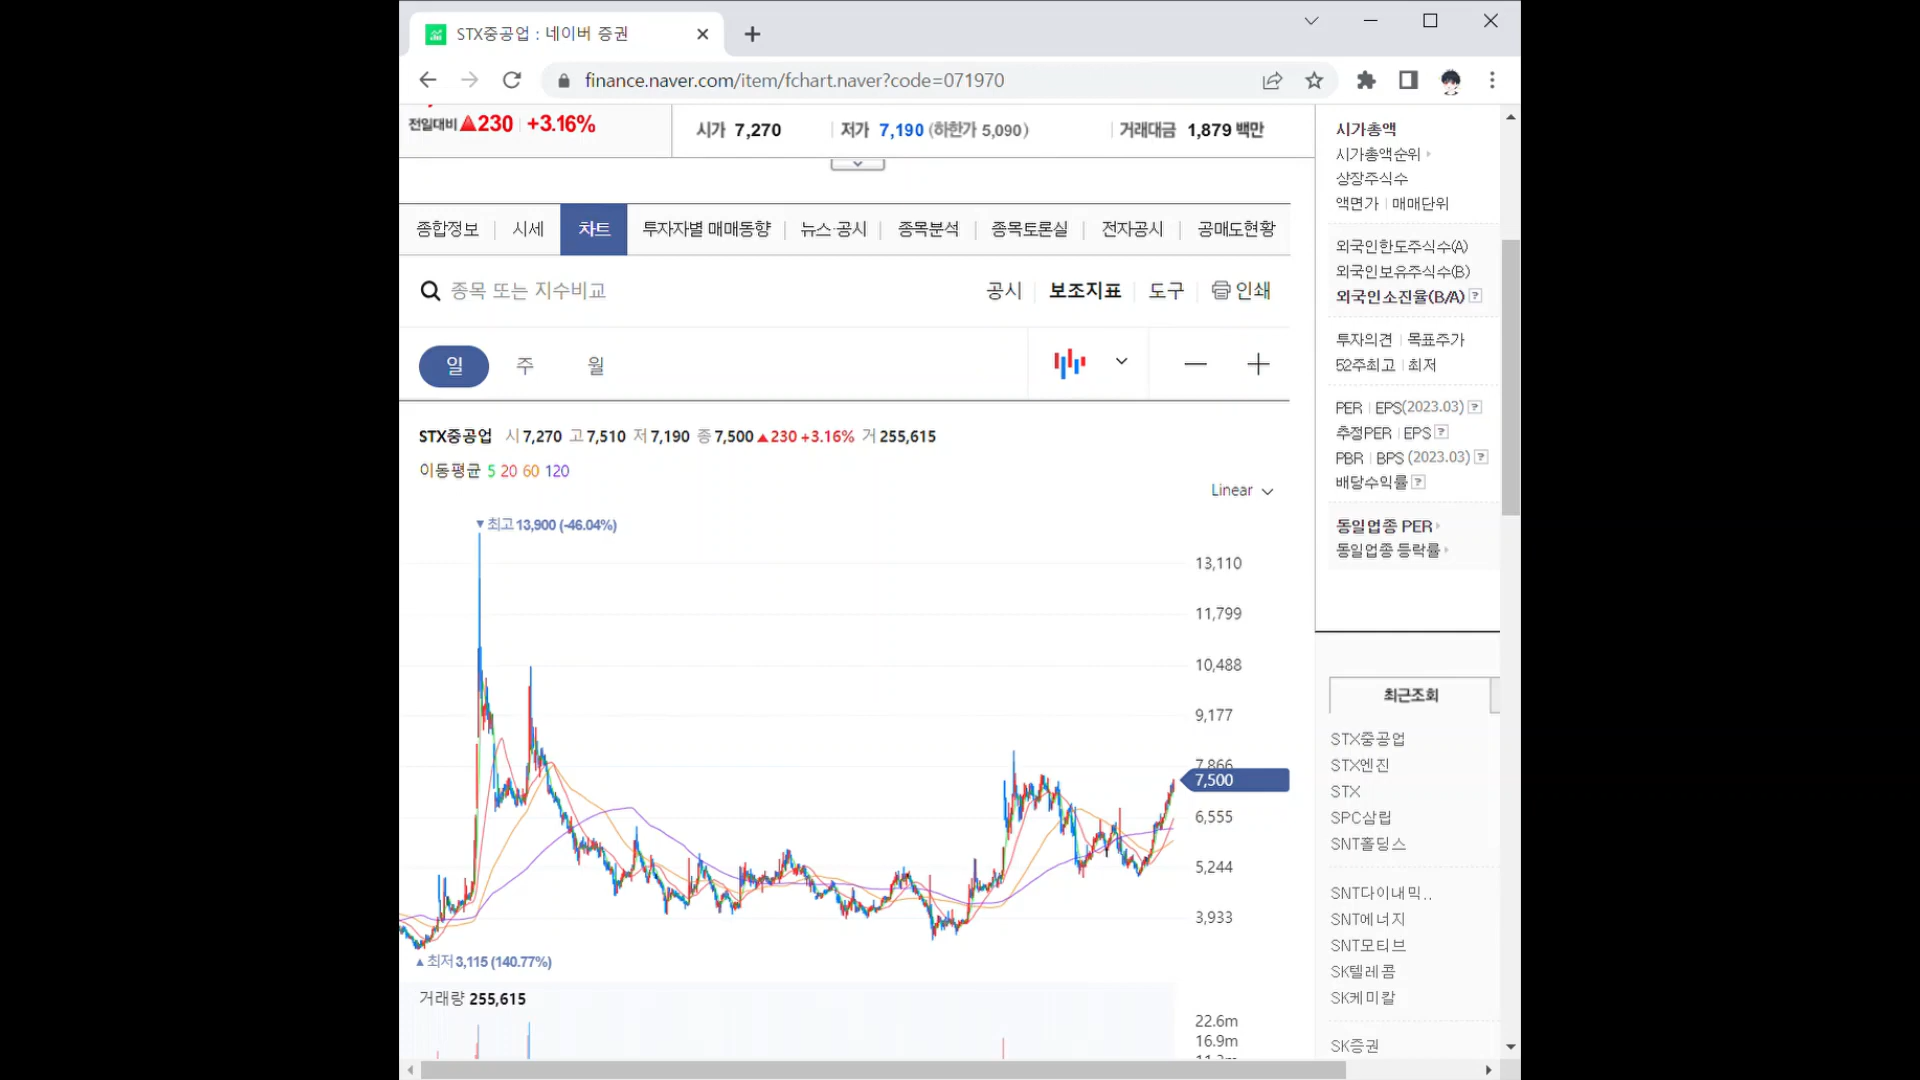 STX중공업 : 네이버 증권
finance.naver.com/item/fchart.naver?code=071970
전일대비 ▲230 +3.16%
시가 7,270 저가 7,190 (하한가 5,090) 거래대금 1,879 백만
종합정보 시세 차트 투자자별 매매동향 뉴스·공시 종목분석 종목토론실 전자공시 공매도현황
종목 또는 지수비교
공시 보조지표 도구 인쇄
일 주 월
STX중공업 시 7,270 고 7,510 저 7,190 종 7,500 ▲230 +3.16% 거 255,615
이동평균 5 20 60 120
Linear
▼최고 13,900 (-46.04%)
13,110
11,799
10,488
9,177
7,866
7,500
6,555
5,244
3,933
▲최저 3,115 (140.77%)
거래량 255,615
22.6m
16.9m
시가총액
시가총액순위
상장주식수
액면가 | 매매단위
외국인한도주식수(A)
외국인보유주식수(B)
외국인소진율(B/A) ?
투자의견 | 목표주가
52주최고 | 최저
PER | EPS(2023.03) ?
추정PER | EPS ?
PBR | BPS (2023.03) ?
배당수익률 ?
동일업종 PER
동일업종 등락률
최근조회
STX중공업
STX엔진
STX
SPC삼립
SNT홀딩스
SNT다이내믹..
SNT에너지
SNT모티브
SK텔레콤
SK케미칼
SK증권